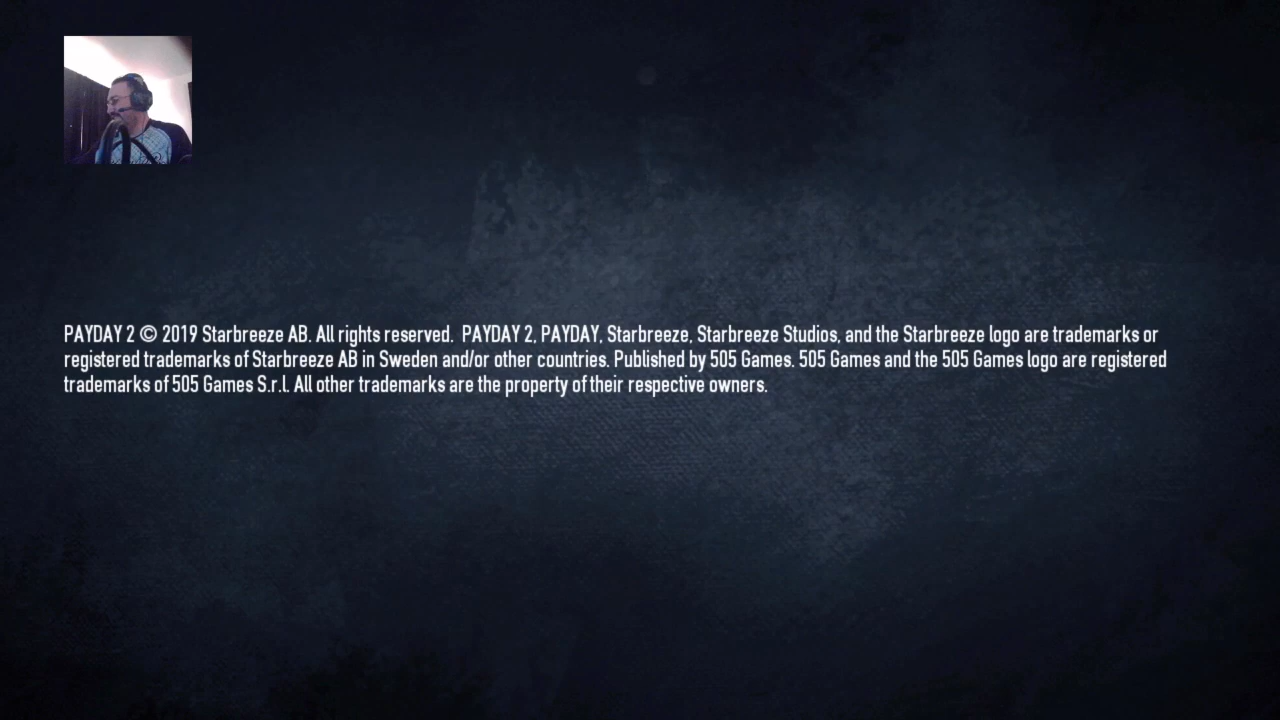 PAYDAY 2 © 2019 Starbreeze AB. All rights reserved.  PAYDAY 2, PAYDAY, Starbreeze, Starbreeze Studios, and the Starbreeze logo are trademarks or
registered trademarks of Starbreeze AB in Sweden and/or other countries. Published by 505 Games. 505 Games and the 505 Games logo are registered
trademarks of 505 Games S.r.l. All other trademarks are the property of their respective owners.